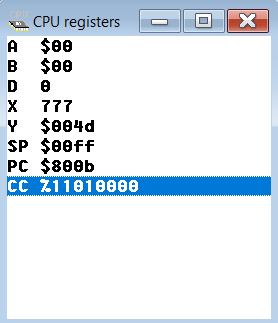 CPU registers
A $00
B $00
D 0
X 777
Y $004d
SP $00ff
PC $800b
CC %11010000